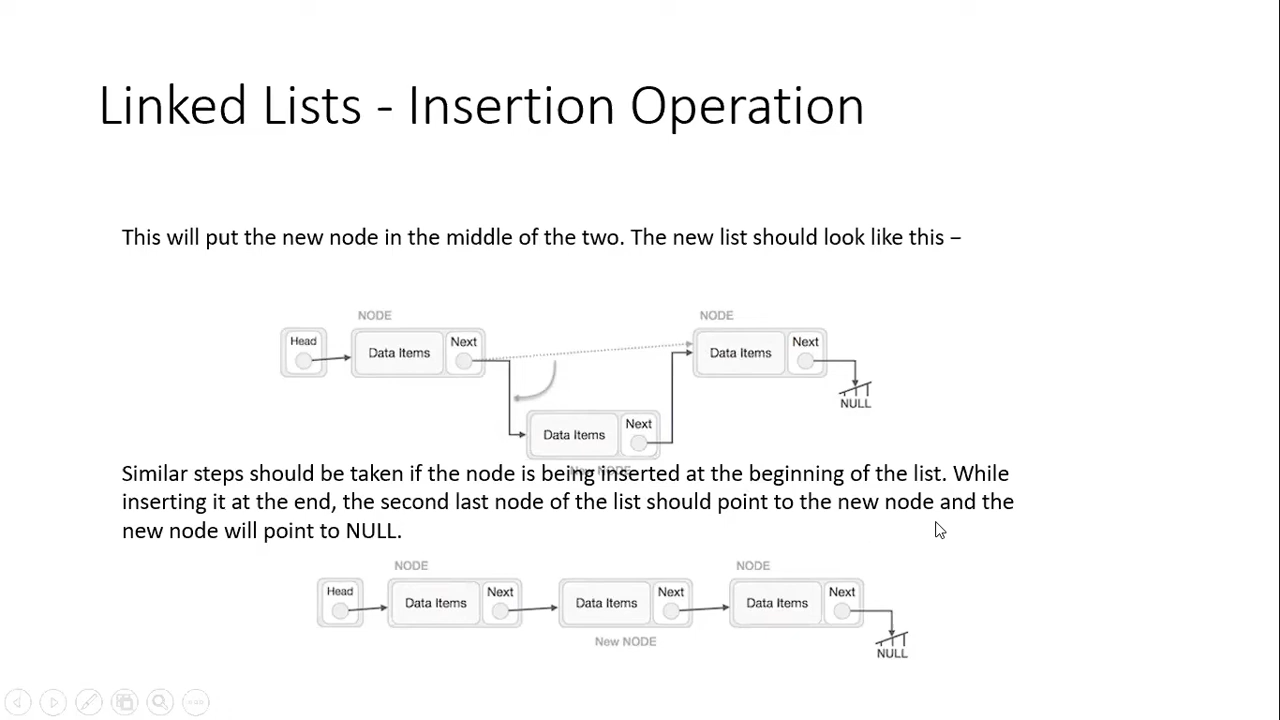 Linked Lists - Insertion Operation
This will put the new node in the middle of the two. The new list should look like this –
NODE NODE
Head Data Items Next Data Items Next
NULL
Data Items Next
New NODE
Similar steps should be taken if the node is being inserted at the beginning of the list. While
inserting it at the end, the second last node of the list should point to the new node and the
new node will point to NULL.
NODE NODE
Head Data Items Next Data Items Next Data Items Next
New NODE
NULL